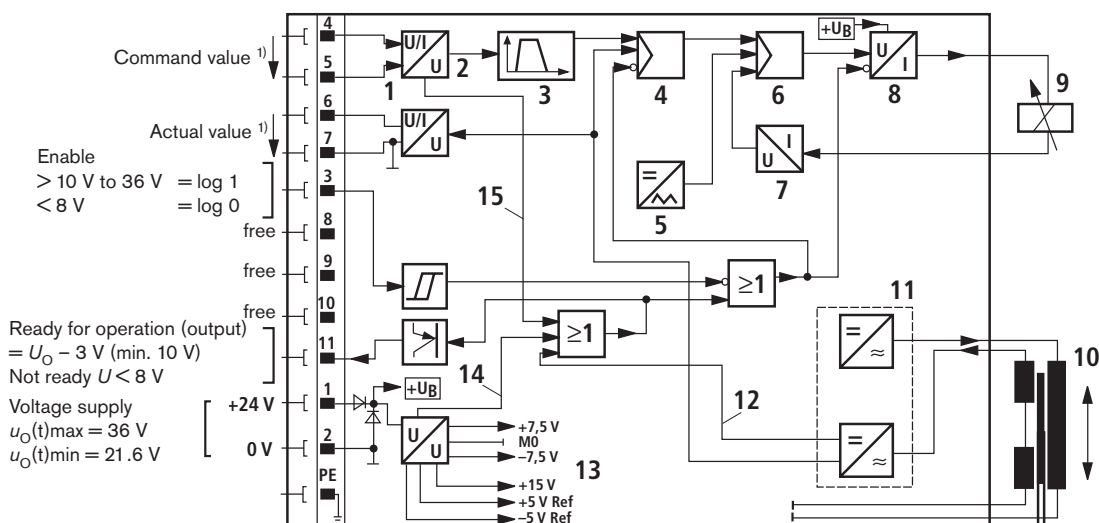 Command value 1)
Actual value 1)
Enable
> 10 V to 36 V = log 1
< 8 V = log 0
free
free
free
Ready for operation (output)
= UO – 3 V (min. 10 V)
Not ready U < 8 V
Voltage supply
uO(t)max = 36 V
uO(t)min = 21.6 V
+24 V
0 V
4
5
6
7
3
8
9
10
11
1
2
PE
U/I
U
1
2
3
4
6
+UB
U
I
8
9
U/I
U
5
=
U
I
7
15
≥1
≥1
11
=
≈
10
14
12
+UB
=
≈
U
U
+7,5 V
M0
–7,5 V
13
+15 V
+5 V Ref
–5 V Ref